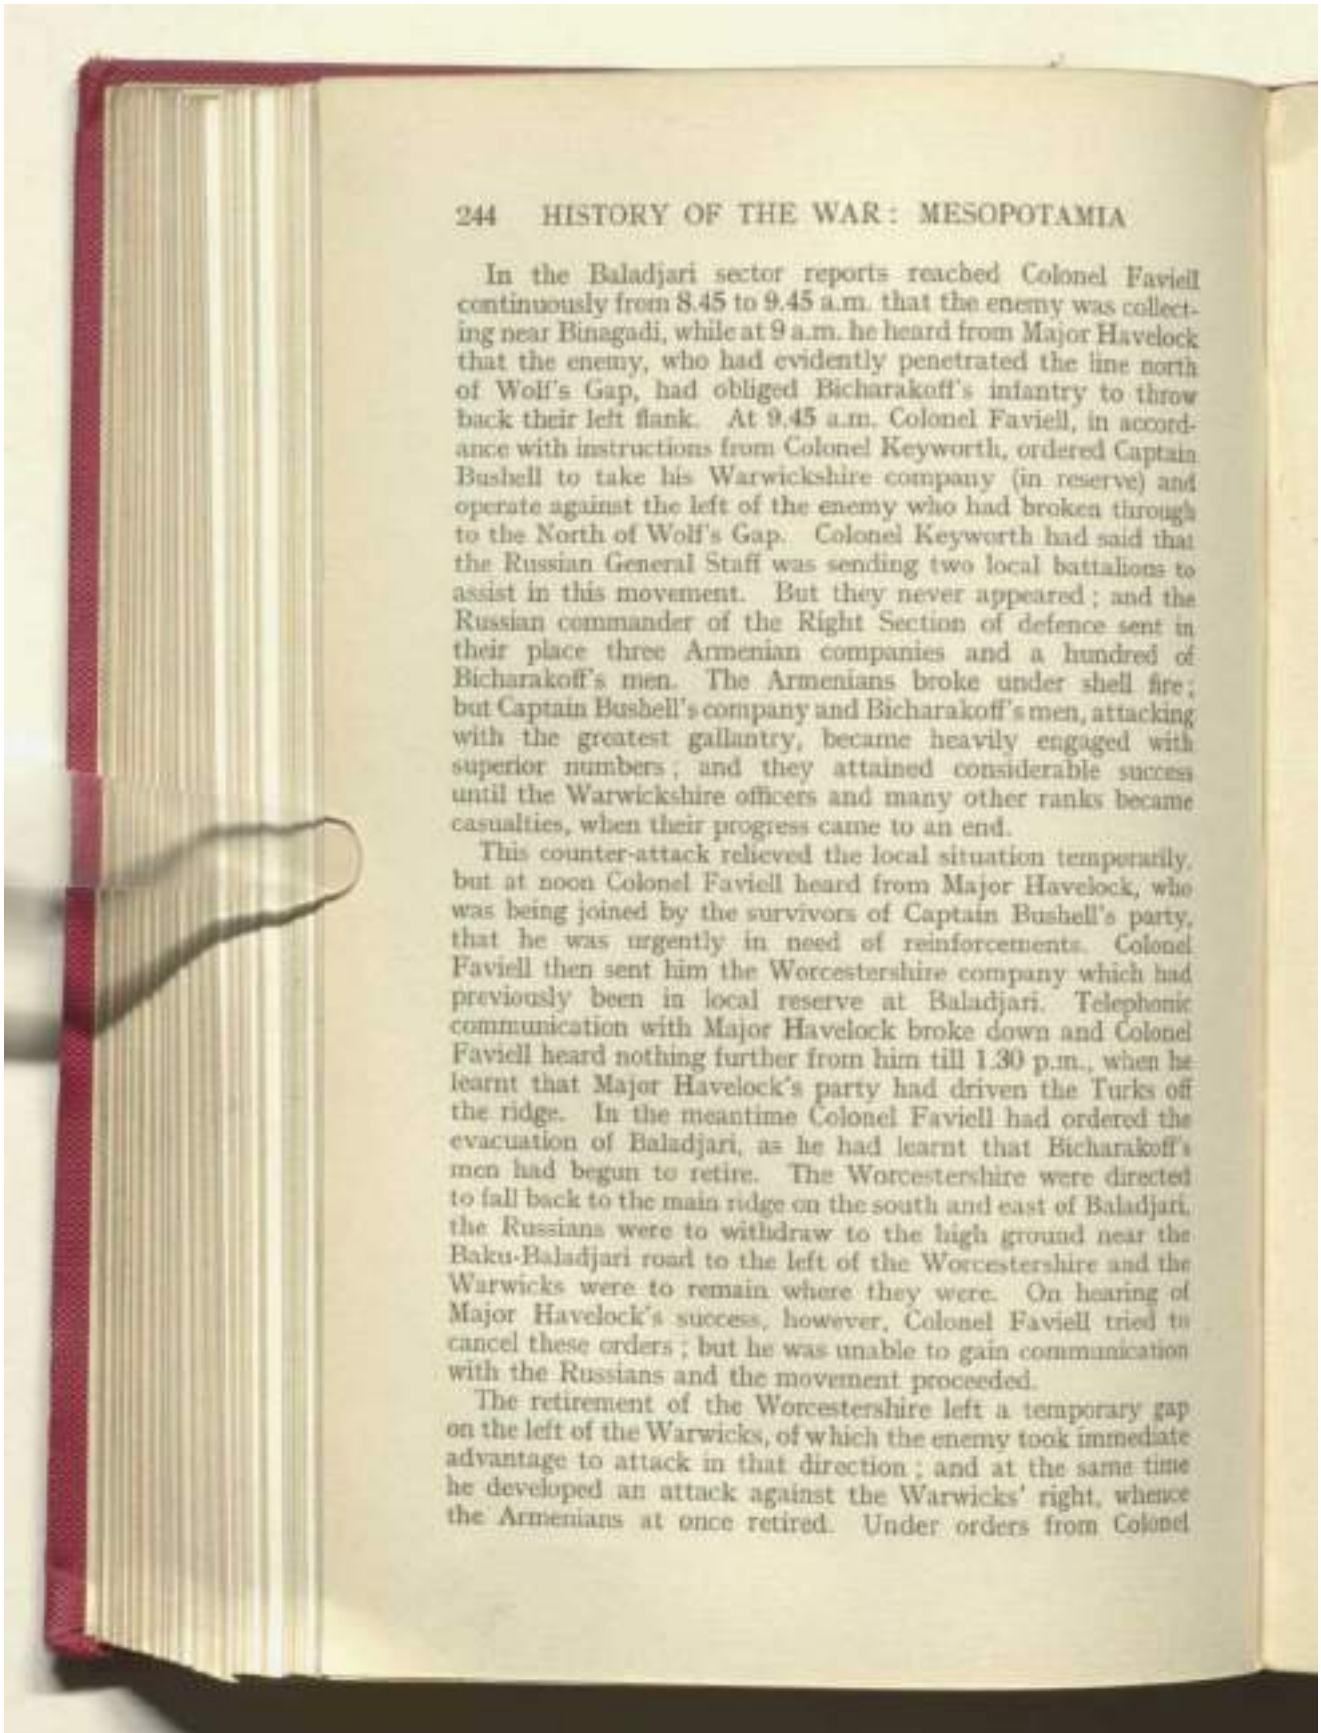 244 HISTORY OF THE WAR: MESOPOTAMIA
In the Baladjari sector reports reached Colonel Faviell
continuously from 8.45 to 9.45 a.m. that the enemy was collect-
ing near Binagadi, while at 9 a.m. he heard from Major Havelock
that the enemy, who had evidently penetrated the line north
of Wolf's Gap, had obliged Bicharakoff's infantry to throw
back their left flank. At 9.45 a.m. Colonel Faviell, in accord-
ance with instructions from Colonel Keyworth, ordered Captain
Bushell to take his Warwickshire company (in reserve) and
operate against the left of the enemy who had broken through
to the North of Wolf's Gap. Colonel Keyworth had said that
the Russian General Staff was sending two local battalions to
assist in this movement. But they never appeared; and the
Russian commander of the Right Section of defence sent in
their place three Armenian companies and a hundred of
Bicharakoff's men. The Armenians broke under shell fire;
but Captain Bushell's company and Bicharakoff's men, attacking
with the greatest gallantry, became heavily engaged with
superior numbers; and they attained considerable success
until the Warwickshire officers and many other ranks became
casualties, when their progress came to an end.
This counter-attack relieved the local situation temporarily,
but at noon Colonel Faviell heard from Major Havelock, who
was being joined by the survivors of Captain Bushell's party,
that he was urgently in need of reinforcements. Colonel
Faviell then sent him the Worcestershire company which had
previously been in local reserve at Baladjari. Telephonic
communication with Major Havelock broke down and Colonel
Faviell heard nothing further from him till 1.30 p.m., when he
learnt that Major Havelock's party had driven the Turks off
the ridge. In the meantime Colonel Faviell had ordered the
evacuation of Baladjari, as he had learnt that Bicharakoff's
men had begun to retire. The Worcestershire were directed
to fall back to the main ridge on the south and east of Baladjari,
the Russians were to withdraw to the high ground near the
Baku-Baladjari road to the left of the Worcestershire and the
Warwicks were to remain where they were. On hearing of
Major Havelock's success, however, Colonel Faviell tried to
cancel these orders; but he was unable to gain communication
with the Russians and the movement proceeded.
The retirement of the Worcestershire left a temporary gap
on the left of the Warwicks, of which the enemy took immediate
advantage to attack in that direction; and at the same time
he developed an attack against the Warwicks' right, whence
the Armenians at once retired. Under orders from Colonel